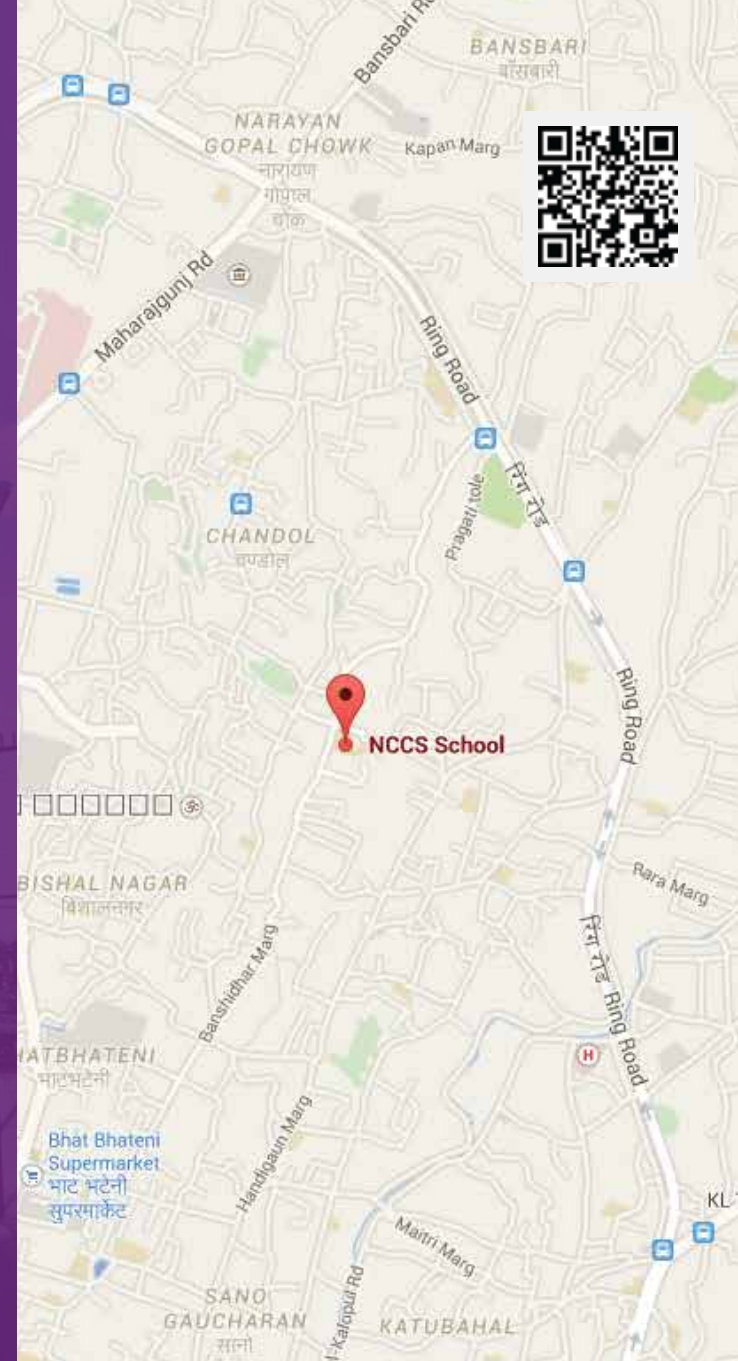 Bansbari Rd
BANSBARI
बाँसबारी
NARAYAN
GOPAL CHOWK
नारायण
गोपाल
चोक
Kapan Marg
Maharajgunj Rd
Ring Road
रिंग रोड
Pragati tole
CHANDOL
चण्डोल
Ring Road
NCCS School
BISHAL NAGAR
बिशालनगर
Rara Marg
रिंग रोड Ring Road
Banshidhar Marg
HATBHATENI
भाटभटेनी
H
Handigaun Marg
Bhat Bhateni
Supermarket
भाट भटेनी
सुपरमार्केट
KL
Maitri Marg
SANO
GAUCHARAN
सानो
-Kalopul Rd
KATUBAHAL